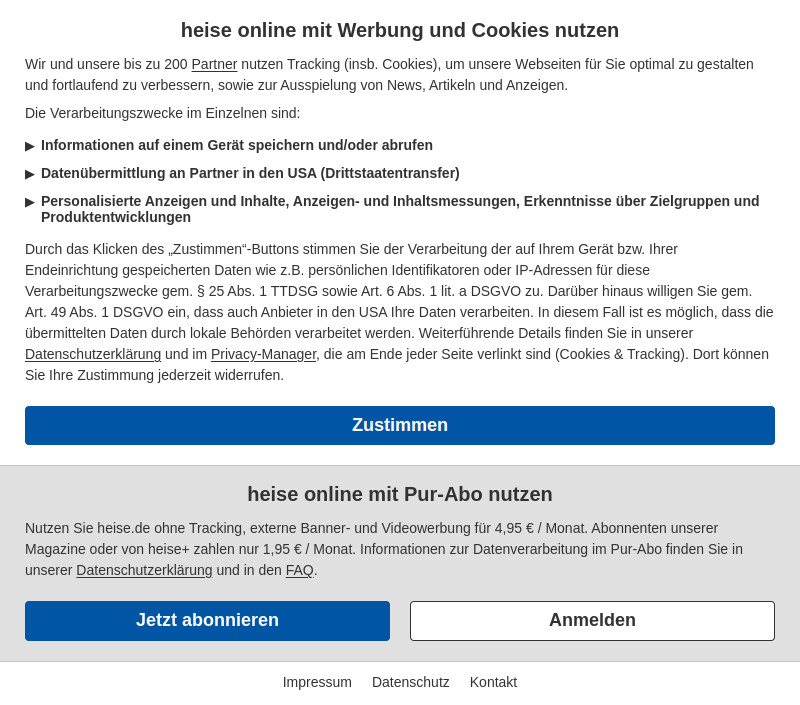 heise online mit Werbung und Cookies nutzen
Wir und unsere bis zu 200 Partner nutzen Tracking (insb. Cookies), um unsere Webseiten für Sie optimal zu gestalten
und fortlaufend zu verbessern, sowie zur Ausspielung von News, Artikeln und Anzeigen.
Die Verarbeitungszwecke im Einzelnen sind:
▶ Informationen auf einem Gerät speichern und/oder abrufen
▶ Datenübermittlung an Partner in den USA (Drittstaatentransfer)
▶ Personalisierte Anzeigen und Inhalte, Anzeigen- und Inhaltsmessungen, Erkenntnisse über Zielgruppen und
Produktentwicklungen
Durch das Klicken des „Zustimmen“-Buttons stimmen Sie der Verarbeitung der auf Ihrem Gerät bzw. Ihrer
Endeinrichtung gespeicherten Daten wie z.B. persönlichen Identifikatoren oder IP-Adressen für diese
Verarbeitungszwecke gem. § 25 Abs. 1 TTDSG sowie Art. 6 Abs. 1 lit. a DSGVO zu. Darüber hinaus willigen Sie gem.
Art. 49 Abs. 1 DSGVO ein, dass auch Anbieter in den USA Ihre Daten verarbeiten. In diesem Fall ist es möglich, dass die
übermittelten Daten durch lokale Behörden verarbeitet werden. Weiterführende Details finden Sie in unserer
Datenschutzerklärung und im Privacy-Manager, die am Ende jeder Seite verlinkt sind (Cookies & Tracking). Dort können
Sie Ihre Zustimmung jederzeit widerrufen.
Zustimmen
heise online mit Pur-Abo nutzen
Nutzen Sie heise.de ohne Tracking, externe Banner- und Videowerbung für 4,95 € / Monat. Abonnenten unserer
Magazine oder von heise+ zahlen nur 1,95 € / Monat. Informationen zur Datenverarbeitung im Pur-Abo finden Sie in
unserer Datenschutzerklärung und in den FAQ.
Jetzt abonnieren Anmelden
Impressum Datenschutz Kontakt